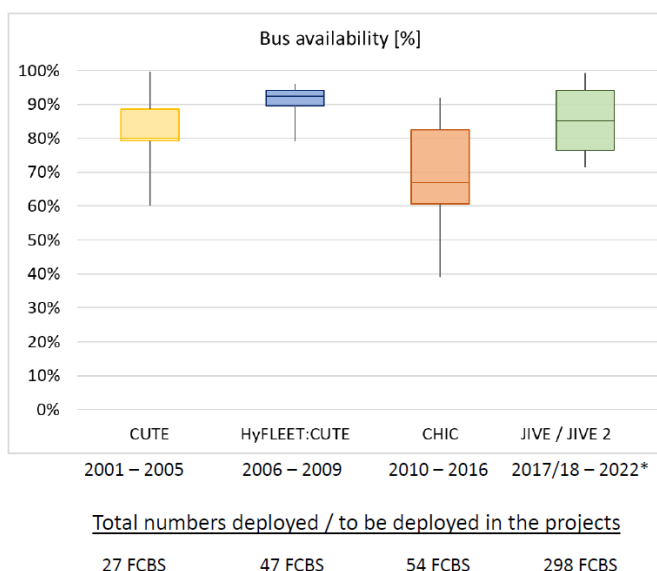 Bus availability [%]
100%
90%
80%
70%
60%
50%
40%
30%
20%
10%
0%
CUTE HyFLEET:CUTE CHIC JIVE / JIVE 2
2001 – 2005 2006 – 2009 2010 – 2016 2017/18 – 2022*
Total numbers deployed / to be deployed in the projects
27 FCBS 47 FCBS 54 FCBS 298 FCBS